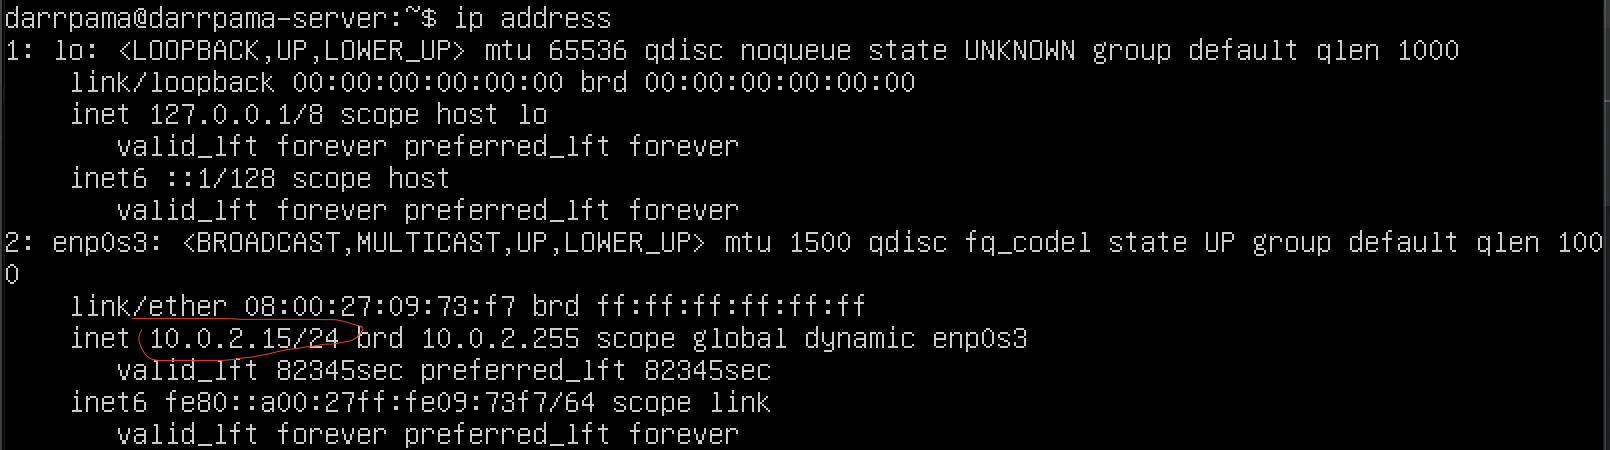 darrpama@darrpama-server:~$ ip address
1: lo: <LOOPBACK,UP,LOWER_UP> mtu 65536 qdisc noqueue state UNKNOWN group default qlen 1000
link/loopback 00:00:00:00:00:00 brd 00:00:00:00:00:00
inet 127.0.0.1/8 scope host lo
valid_lft forever preferred_lft forever
inet6 ::1/128 scope host
valid_lft forever preferred_lft forever
2: enp0s3: <BROADCAST,MULTICAST,UP,LOWER_UP> mtu 1500 qdisc fq_codel state UP group default qlen 100
0
link/ether 08:00:27:09:73:f7 brd ff:ff:ff:ff:ff:ff
inet 10.0.2.15/24 brd 10.0.2.255 scope global dynamic enp0s3
valid_lft 82345sec preferred_lft 82345sec
inet6 fe80::a00:27ff:fe09:73f7/64 scope link
valid_lft forever preferred_lft forever